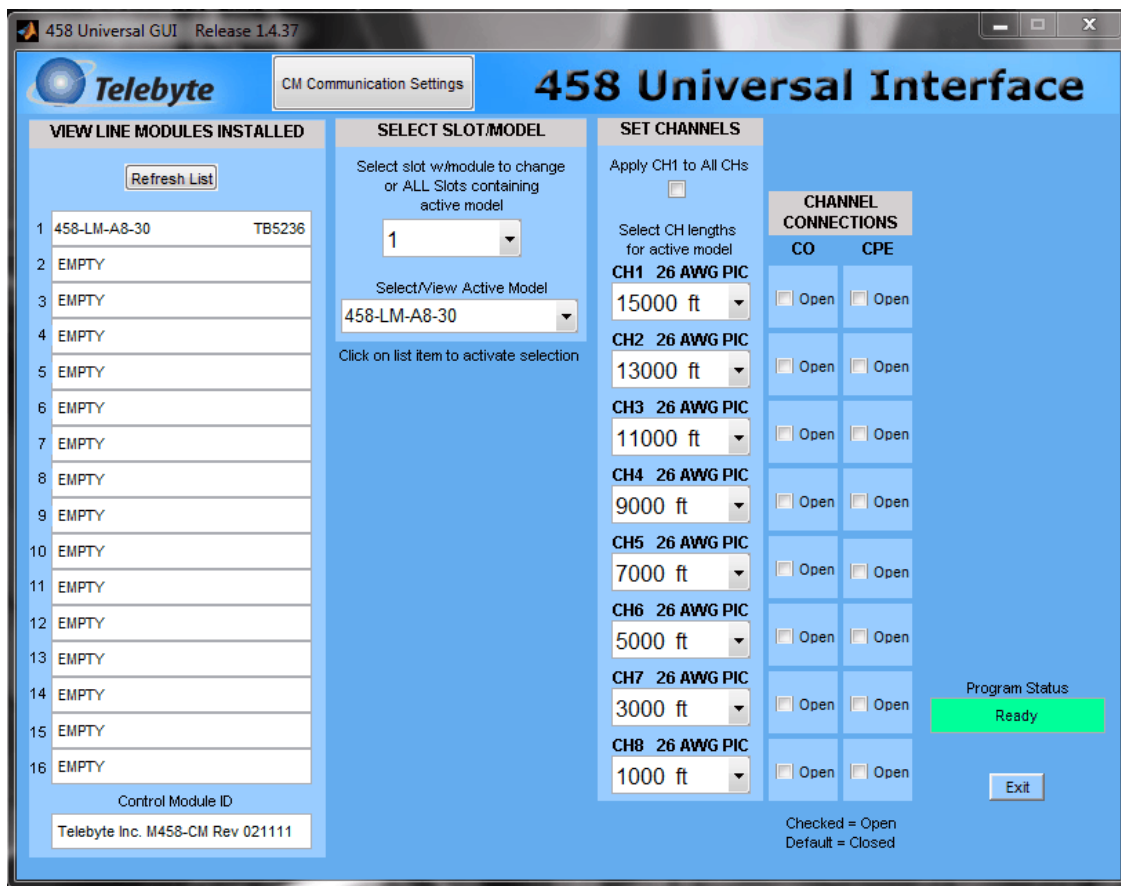 458 Universal GUI Release 1.4.37
Telebyte
CM Communication Settings
458 Universal Interface
VIEW LINE MODULES INSTALLED
Refresh List
1 458-LM-A8-30 TB5236
2 EMPTY
3 EMPTY
4 EMPTY
5 EMPTY
6 EMPTY
7 EMPTY
8 EMPTY
9 EMPTY
10 EMPTY
11 EMPTY
12 EMPTY
13 EMPTY
14 EMPTY
15 EMPTY
16 EMPTY
Control Module ID
Telebyte Inc. M458-CM Rev 021111
SELECT SLOT/MODEL
Select slot w/module to change
or ALL Slots containing
active model
1
Select/View Active Model
458-LM-A8-30
Click on list item to activate selection
SET CHANNELS
Apply CH1 to All CHs
Select CH lengths
for active model
CH1 26 AWG PIC
15000 ft
CH2 26 AWG PIC
13000 ft
CH3 26 AWG PIC
11000 ft
CH4 26 AWG PIC
9000 ft
CH5 26 AWG PIC
7000 ft
CH6 26 AWG PIC
5000 ft
CH7 26 AWG PIC
3000 ft
CH8 26 AWG PIC
1000 ft
CHANNEL
CONNECTIONS
CO CPE
Open Open
Open Open
Open Open
Open Open
Open Open
Open Open
Open Open
Open Open
Checked = Open
Default = Closed
Program Status
Ready
Exit